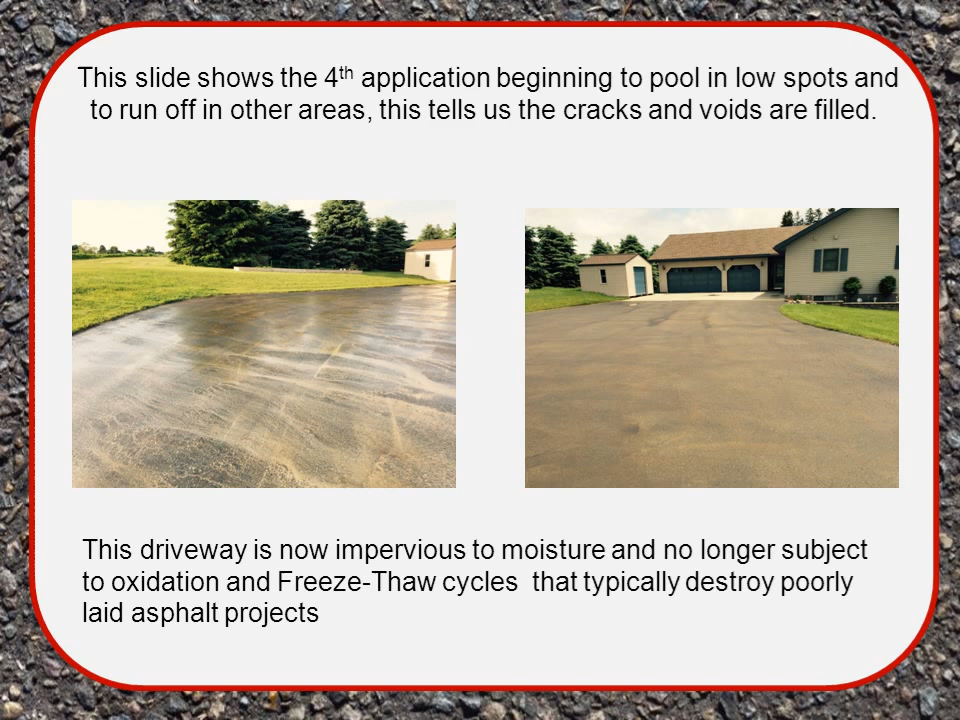 This slide shows the 4th application beginning to pool in low spots and
to run off in other areas, this tells us the cracks and voids are filled.
This driveway is now impervious to moisture and no longer subject
to oxidation and Freeze-Thaw cycles  that typically destroy poorly
laid asphalt projects